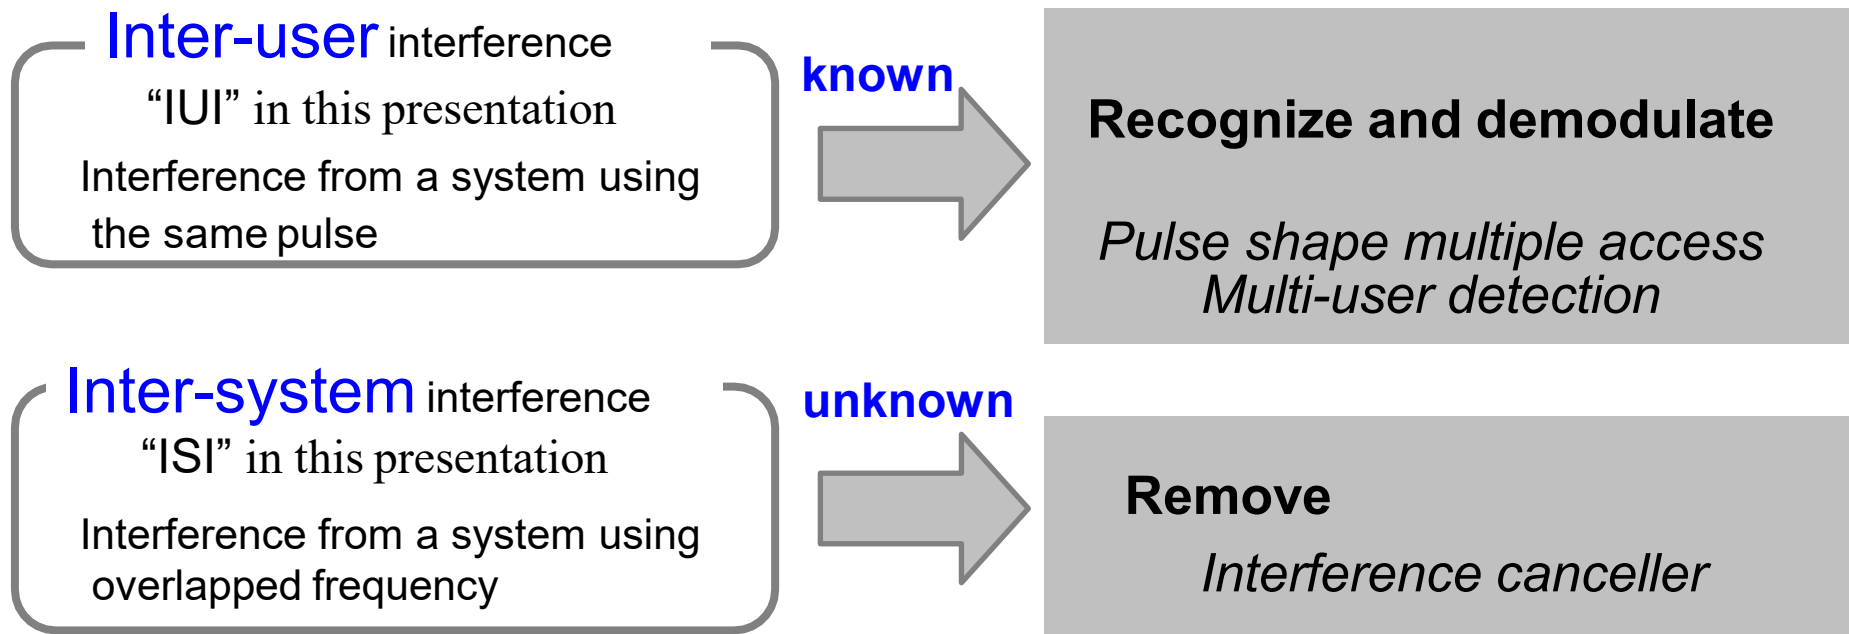 Inter-user interference
“IUI” in this presentation
Interference from a system using
the same pulse
known
Recognize and demodulate
Pulse shape multiple access
Multi-user detection
Inter-system interference
“ISI” in this presentation
Interference from a system using
overlapped frequency
unknown
Remove
Interference canceller